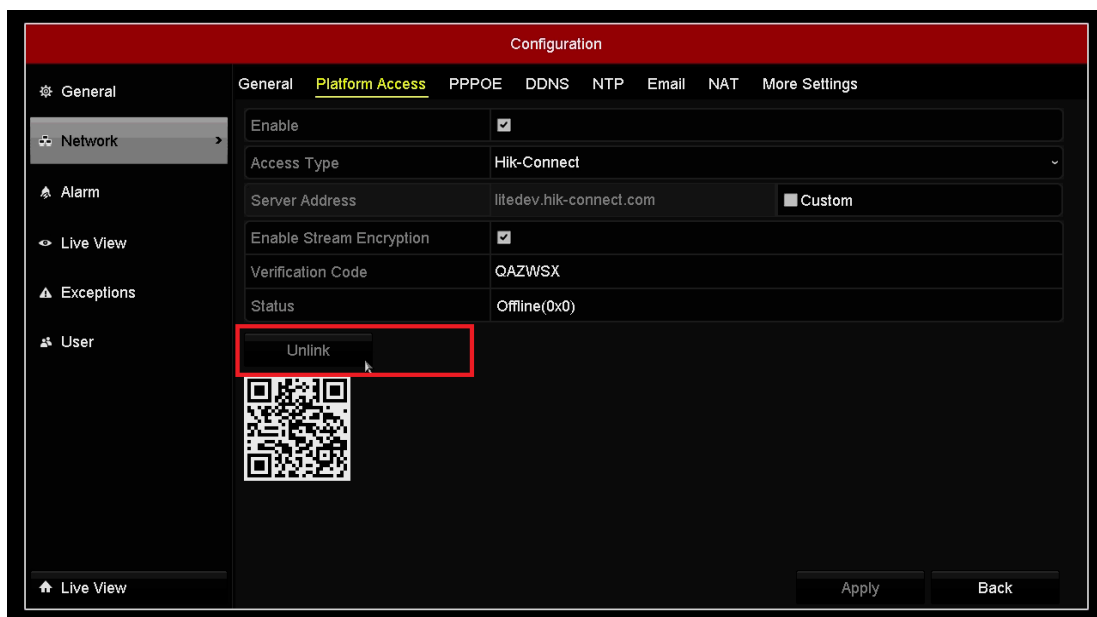 Configuration
General
Network
Alarm
Live View
Exceptions
User
Live View
General Platform Access PPPOE DDNS NTP Email NAT More Settings
Enable
Access Type Hik-Connect
Server Address litedev.hik-connect.com Custom
Enable Stream Encryption
Verification Code QAZWSX
Status Offline(0x0)
Unlink
Apply Back